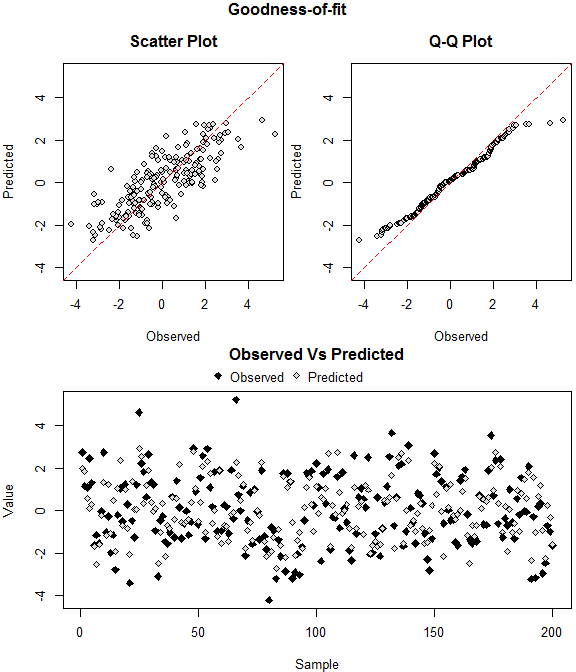 Goodness-of-fit
Scatter Plot
Predicted
4
2
0
-2
-4
-4 -2 0 2 4
Observed
Q-Q Plot
Predicted
4
2
0
-2
-4
-4 -2 0 2 4
Observed
Observed Vs Predicted
Observed Predicted
Value
4
2
0
-2
-4
0 50 100 150 200
Sample